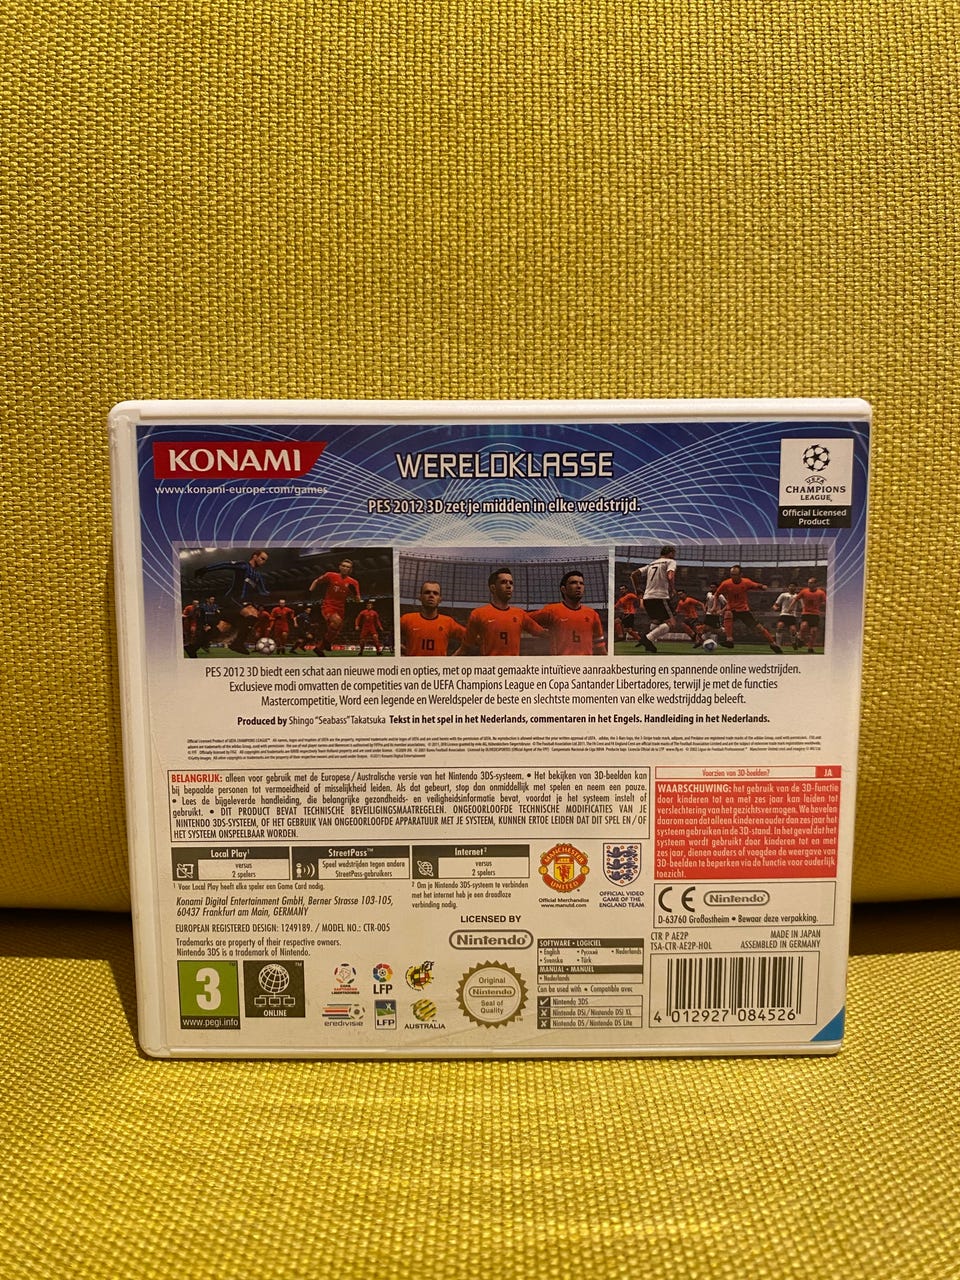 KONAMI
www.konami-europe.com/games
WERELDKLASSE
PES 2012 3D zet je midden in elke wedstrijd.
UEFA
CHAMPIONS
LEAGUE
Official Licensed
Product
10
9
6
7
PES 2012 3D biedt een schat aan nieuwe modi en opties, met op maat gemaakte intuïtieve aanraakbesturing en spannende online wedstrijden.
Exclusieve modi omvatten de competities van de UEFA Champions League en Copa Santander Libertadores, terwijl je met de functies
Mastercompetitie, Word een legende en Wereldspeler de beste en slechtste momenten van elke wedstrijddag beleeft.
Produced by Shingo "Seabass" Takatsuka Tekst in het spel in het Nederlands, commentaren in het Engels. Handleiding in het Nederlands.
BELANGRIJK: alleen voor gebruik met de Europese/Australische versie van het Nintendo 3DS-systeem. • Het bekijken van 3D-beelden kan
bij bepaalde personen tot vermoeidheid of misselijkheid leiden. Als dat gebeurt, stop dan onmiddellijk met spelen en neem een pauze.
• Lees de bijgeleverde handleiding, die belangrijke gezondheids- en veiligheidsinformatie bevat, voordat je het systeem instelt of
gebruikt. • DIT PRODUCT BEVAT TECHNISCHE BEVEILIGINGSMAATREGELEN. ONGEOORLOOFDE TECHNISCHE MODIFICATIES VAN JE
NINTENDO 3DS-SYSTEEM, OF HET GEBRUIK VAN ONGEOORLOOFDE APPARATUUR MET JE SYSTEEM, KUNNEN ERTOE LEIDEN DAT DIT SPEL EN/OF
HET SYSTEEM ONSPEELBAAR WORDEN.
Voorzien van 3D-beelden? JA
WAARSCHUWING: het gebruik van de 3D-functie
door kinderen tot en met zes jaar kan leiden tot
verslechtering van het gezichtsvermogen. We bevelen
daarom aan dat alleen kinderen ouder dan zes jaar het
systeem gebruiken in de 3D-stand. In het geval dat het
systeem wordt gebruikt door kinderen tot en met
zes jaar, dienen ouders of voogden de weergave van
3D-beelden te beperken via de functie voor ouderlijk
toezicht.
Local Play¹
versus
2 spelers
StreetPass™
Speel wedstrijden tegen andere
StreetPass-gebruikers
Internet²
versus
2 spelers
¹ Voor Local Play heeft elke speler een Game Card nodig.
² Om je Nintendo 3DS-systeem te verbinden
met het internet heb je een draadloze
verbinding nodig.
Konami Digital Entertainment GmbH, Berner Strasse 103-105,
60437 Frankfurt am Main, GERMANY
EUROPEAN REGISTERED DESIGN: 1249189. / MODEL NO.: CTR-005
Trademarks are property of their respective owners.
Nintendo 3DS is a trademark of Nintendo.
MANCHESTER
UNITED
Official Merchandise
www.manutd.com
OFFICIAL VIDEO
GAME OF THE
ENGLAND TEAM
CE
Nintendo
D-63760 Großostheim • Bewaar deze verpakking.
LICENSED BY
Nintendo
SOFTWARE • LOGICIEL
• English • Русский • Nederlands
• Svenska • Türk
MANUAL • MANUEL
• Nederlands
Can be used with • Compatible avec
Nintendo 3DS
Nintendo DSi/Nintendo DSi XL
Nintendo DS/Nintendo DS Lite
CTR P AE2P MADE IN JAPAN
TSA-CTR-AE2P-HOL ASSEMBLED IN GERMANY
4 012927 084526
3
www.pegi.info
ONLINE
LIBERTADORES
LFP
eredivisie
LFP
AUSTRALIA
Original
Nintendo
Seal of
Quality